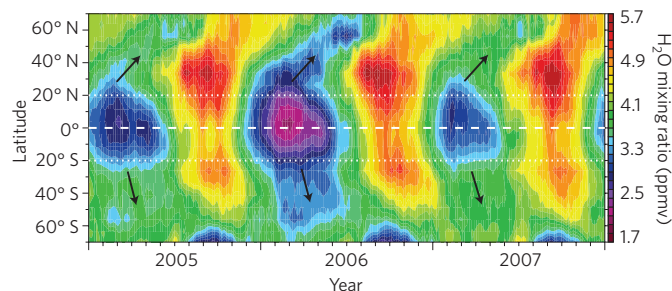 60° N
40° N
20° N
0°
20° S
40° S
60° S
Latitude
2005
2006
2007
Year
5.7
4.9
4.1
3.3
2.5
1.7
H₂O mixing ratio (ppmv)